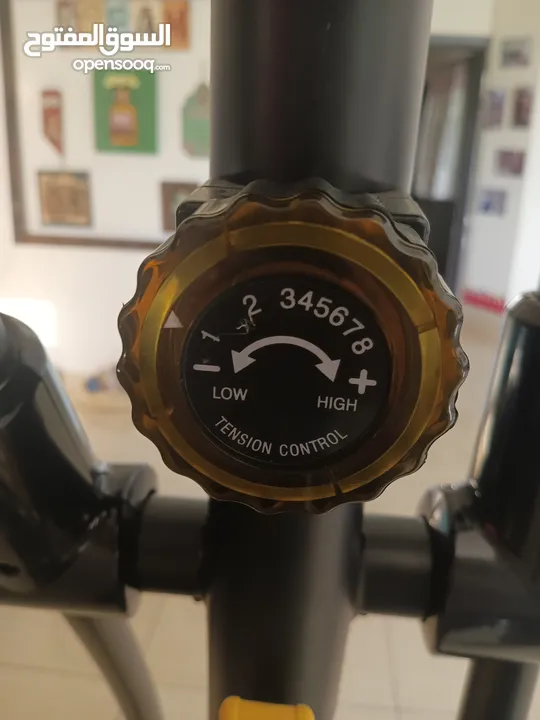 السوق المفتوح
opensooq.com
1 2 345678
− +
LOW HIGH
TENSION CONTROL